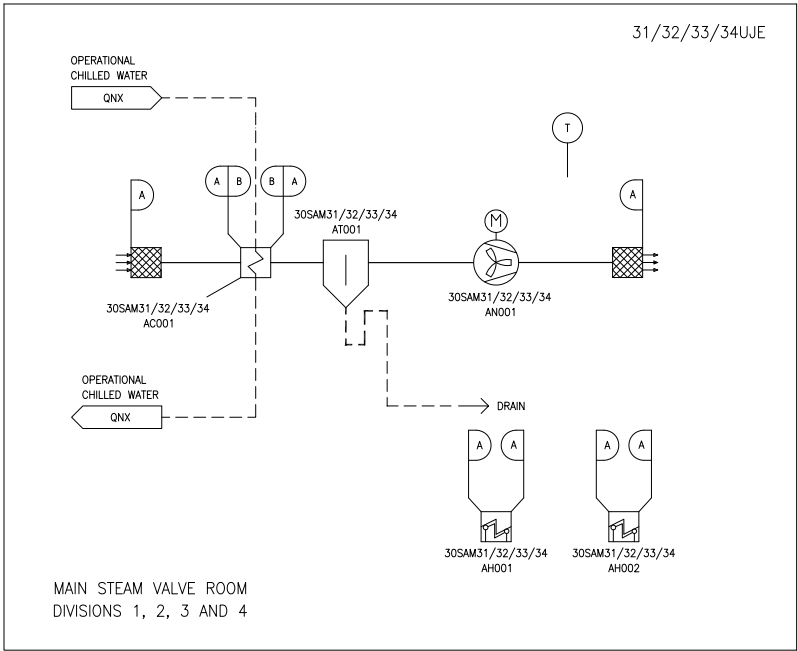 31/32/33/34UJE
OPERATIONAL
CHILLED WATER
QNX
T
A
A B
B A
A
30SAM31/32/33/34
AT001
M
30SAM31/32/33/34
AN001
30SAM31/32/33/34
AC001
OPERATIONAL
CHILLED WATER
QNX
DRAIN
A A
A A
30SAM31/32/33/34
AH001
30SAM31/32/33/34
AH002
MAIN STEAM VALVE ROOM
DIVISIONS 1, 2, 3 AND 4